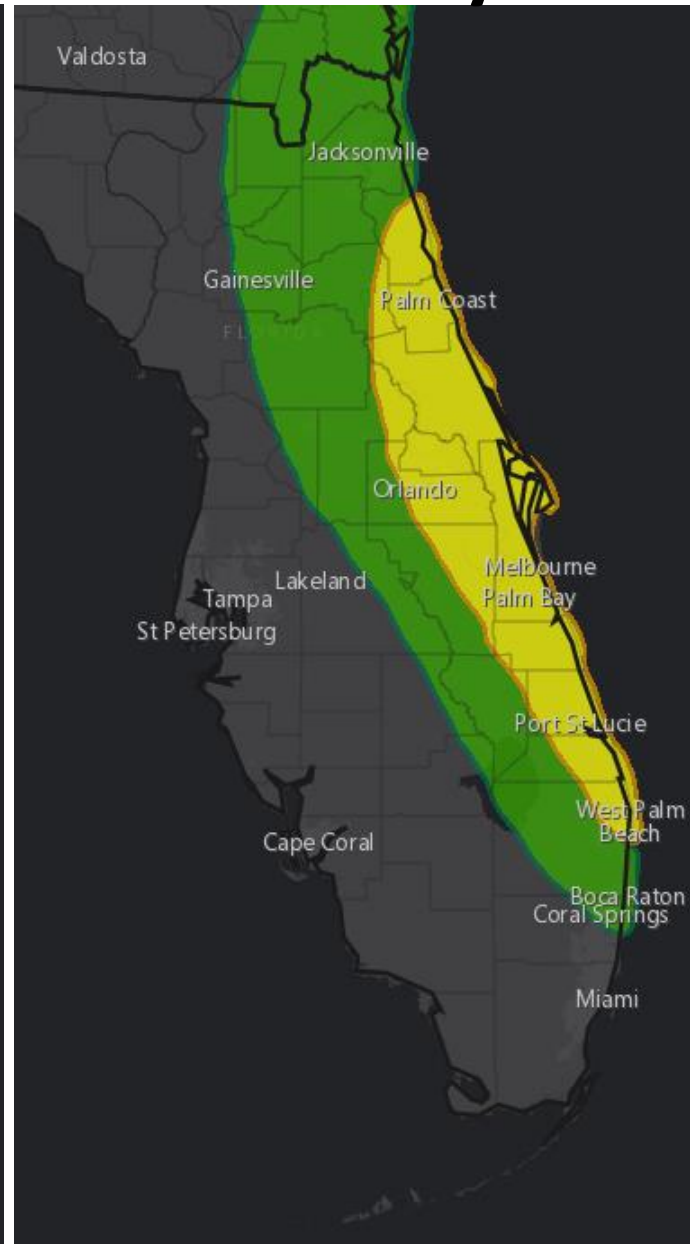 Valdosta
Jacksonville
Gainesville
Palm Coast
FLORIDA
Orlando
Melbourne
Lakeland
Palm Bay
Tampa
St Petersburg
Port St Lucie
West Palm
Beach
Cape Coral
Boca Raton
Coral Springs
Miami